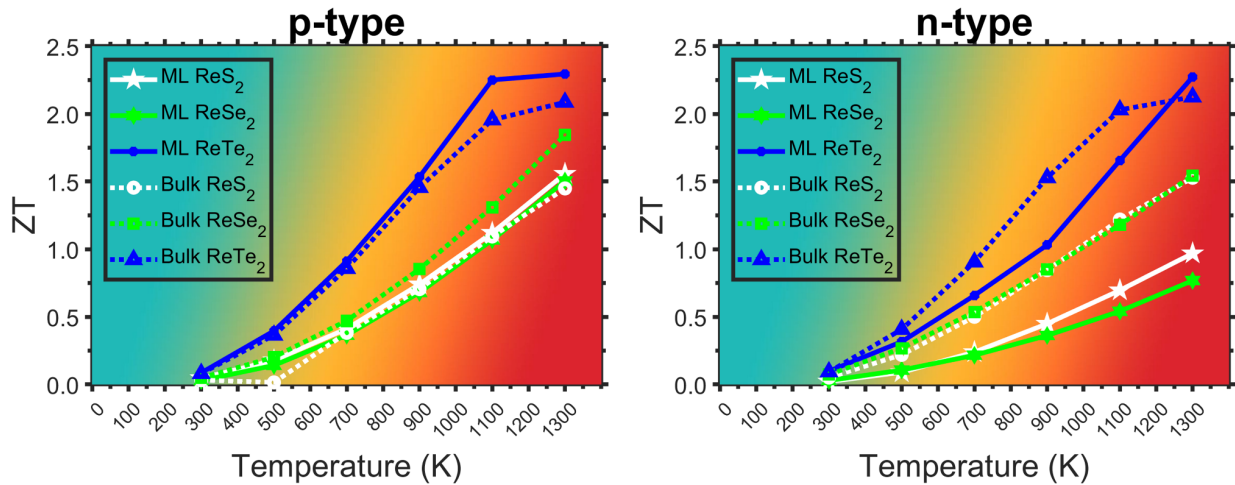 p-type
2.5
2.0
1.5
1.0
0.5
0.0
ZT
ML ReS2
ML ReSe2
ML ReTe2
Bulk ReS2
Bulk ReSe2
Bulk ReTe2
0 100 300 400 500 600 700 800 900 1000 1100 1200 1300
Temperature (K)
n-type
2.5
2.0
1.5
1.0
0.5
0.0
ZT
ML ReS2
ML ReSe2
ML ReTe2
Bulk ReS2
Bulk ReSe2
Bulk ReTe2
0 100 300 400 500 600 700 800 900 1000 1100 1200 1300
Temperature (K)